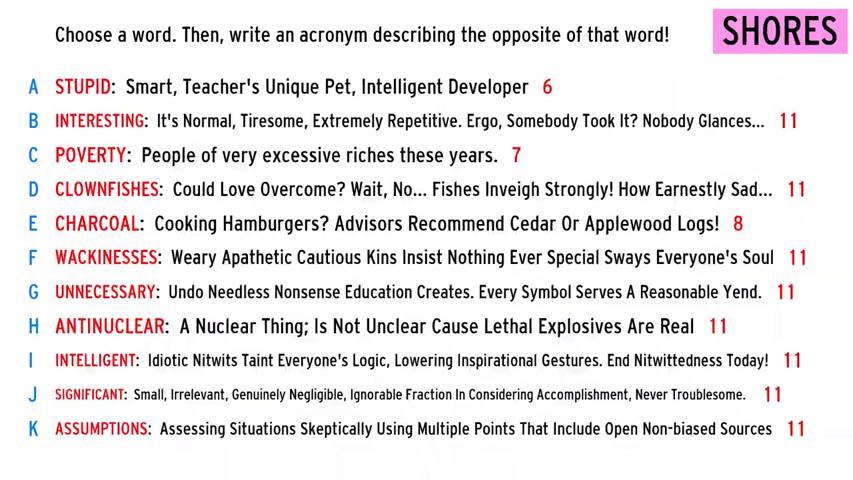 Choose a word. Then, write an acronym describing the opposite of that word!
SHORES
A STUPID: Smart, Teacher's Unique Pet, Intelligent Developer 6
B INTERESTING: It's Normal, Tiresome, Extremely Repetitive. Ergo, Somebody Took It? Nobody Glances... 11
C POVERTY: People of very excessive riches these years. 7
D CLOWNFISHES: Could Love Overcome? Wait, No... Fishes Inveigh Strongly! How Earnestly Sad... 11
E CHARCOAL: Cooking Hamburgers? Advisors Recommend Cedar Or Applewood Logs! 8
F WACKINESSES: Weary Apathetic Cautious Kins Insist Nothing Ever Special Sways Everyone's Soul 11
G UNNECESSARY: Undo Needless Nonsense Education Creates. Every Symbol Serves A Reasonable Yend. 11
H ANTINUCLEAR: A Nuclear Thing; Is Not Unclear Cause Lethal Explosives Are Real 11
I INTELLIGENT: Idiotic Nitwits Taint Everyone's Logic, Lowering Inspirational Gestures. End Nitwittedness Today! 11
J SIGNIFICANT: Small, Irrelevant, Genuinely Negligible, Ignorable Fraction In Considering Accomplishment, Never Troublesome. 11
K ASSUMPTIONS: Assessing Situations Skeptically Using Multiple Points That Include Open Non-biased Sources 11